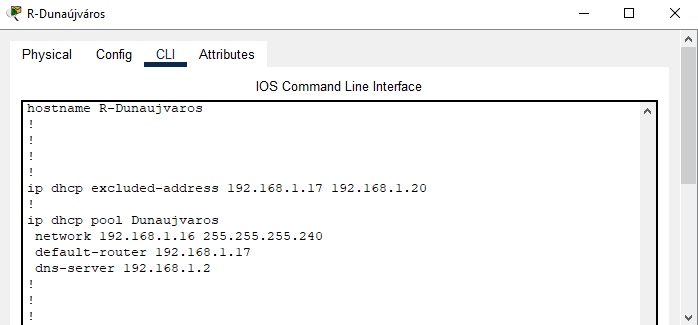 R-Dunaújváros
Physical Config CLI Attributes
IOS Command Line Interface
hostname R-Dunaujvaros
!
!
!
!
ip dhcp excluded-address 192.168.1.17 192.168.1.20
!
ip dhcp pool Dunaujvaros
network 192.168.1.16 255.255.255.240
default-router 192.168.1.17
dns-server 192.168.1.2
!
!
!